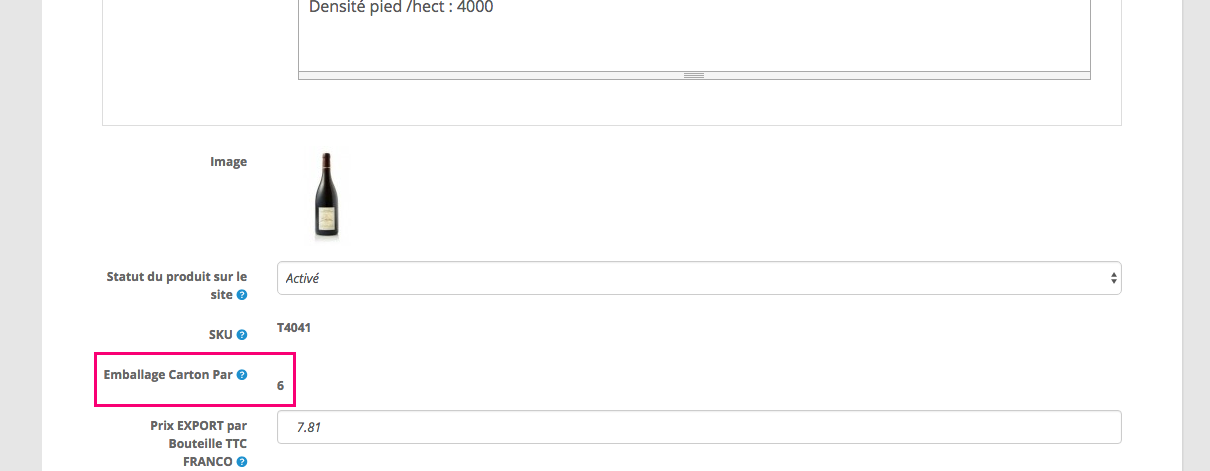 Densité pied /hect : 4000
Image
Statut du produit sur le
site ?
Activé
SKU ?
T4041
Emballage Carton Par ?
6
Prix EXPORT par
Bouteille TTC
FRANCO ?
7.81